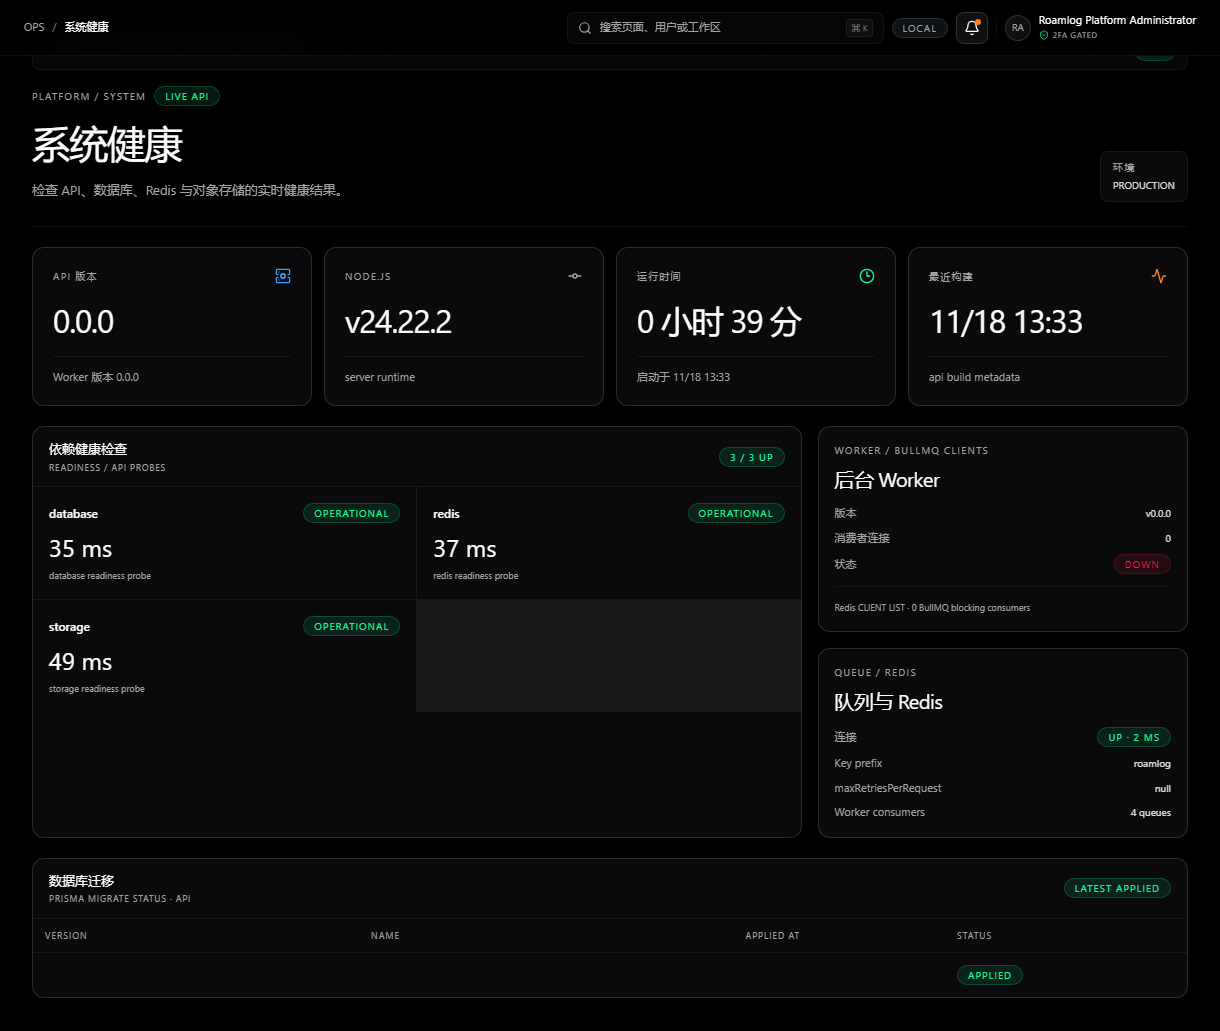 OPS / 系统健康
搜索页面、用户或工作区
⌘ K
LOCAL
RA
Roamlog Platform Administrator
2FA GATED
PLATFORM / SYSTEM
LIVE API
系统健康
检查 API、数据库、Redis 与对象存储的实时健康结果。
环境
PRODUCTION
API 版本
0.0.0
Worker 版本 0.0.0
NODE.JS
v24.22.2
server runtime
运行时间
0 小时 39 分
启动于 11/18 13:33
最近构建
11/18 13:33
api build metadata
依赖健康检查
READINESS / API PROBES
3 / 3 UP
database
OPERATIONAL
35 ms
database readiness probe
redis
OPERATIONAL
37 ms
redis readiness probe
storage
OPERATIONAL
49 ms
storage readiness probe
WORKER / BULLMQ CLIENTS
后台 Worker
版本
v0.0.0
消费者连接
0
状态
DOWN
Redis CLIENT LIST · 0 BullMQ blocking consumers
QUEUE / REDIS
队列与 Redis
连接
UP · 2 MS
Key prefix
roamlog
maxRetriesPerRequest
null
Worker consumers
4 queues
数据库迁移
PRISMA MIGRATE STATUS · API
LATEST APPLIED
VERSION
NAME
APPLIED AT
STATUS
APPLIED